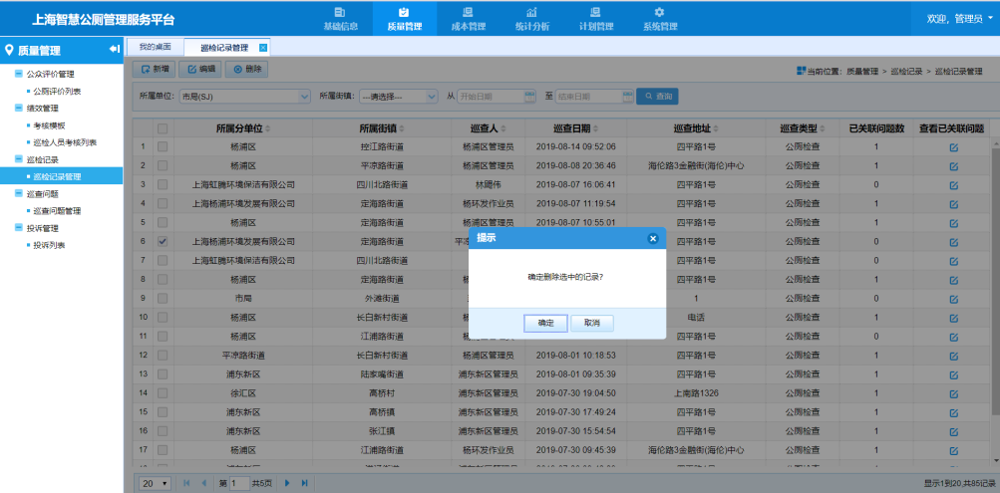 上海智慧公厕管理服务平台
基础信息 质量管理 成本管理 统计分析 计划管理 系统管理
欢迎, 管理员
质量管理
公众评价管理
公厕评价列表
绩效管理
考核模板
巡检人员考核列表
巡检记录
巡检记录管理
巡查问题
巡查问题管理
投诉管理
投诉列表
我的桌面 巡检记录管理
新增 编辑 删除
当前位置: 质量管理 > 巡检记录 > 巡检记录管理
所属单位: 市局(SJ) 所属街镇: ---请选择--- 从 开始日期 至 结束日期 查询
所属分单位 所属街镇 巡查人 巡查日期 巡查地址 巡查类型 已关联问题数 查看已关联问题
1 杨浦区 控江路街道 杨浦区管理员 2019-08-14 09:52:06 四平路1号 公厕检查 1
2 杨浦区 平凉路街道 杨浦区管理员 2019-08-08 20:36:46 海伦路3金融街(海伦)中心 公厕检查 1
3 上海虹腾环境保洁有限公司 四川北路街道 2019-08-07 16:06:41 四平路1号 公厕检查 0
4 上海杨浦环境发展有限公司 定海路街道 杨环发作业员 2019-08-07 11:19:54 四平路1号 公厕检查 1
5 杨浦区 定海路街道 杨浦区管理员 2019-08-07 10:55:01 四平路1号 公厕检查 1
6 上海杨浦环境发展有限公司 定海路街道 平凉 四平路1号 公厕检查 0
7 上海虹腾环境保洁有限公司 四川北路街道 四平路1号 公厕检查 0
8 杨浦区 定海路街道 四平路1号 公厕检查 1
9 市局 外滩街道 1 公厕检查 0
10 杨浦区 长白新村街道 电话 公厕检查 1
11 杨浦区 江浦路街道 四平路1号 公厕检查 0
12 平凉路街道 长白新村街道 杨浦区管理员 2019-08-01 10:18:53 四平路1号 公厕检查 1
13 浦东新区 陆家嘴街道 浦东新区管理员 2019-08-01 09:35:39 四平路1号 公厕检查 1
14 徐汇区 高桥村 浦东新区管理员 2019-07-30 19:04:50 上南路1326 公厕检查 1
15 浦东新区 高桥镇 浦东新区管理员 2019-07-30 17:49:24 四平路1号 公厕检查 1
16 浦东新区 张江镇 浦东新区管理员 2019-07-30 15:54:54 四平路1号 公厕检查 1
17 杨浦区 江浦路街道 杨环发作业员 2019-07-30 09:45:39 海伦路3金融街(海伦)中心 公厕检查 1
提示
确定删除选中的记录?
确定 取消
20 第 1 共5页 显示1到20,共85记录